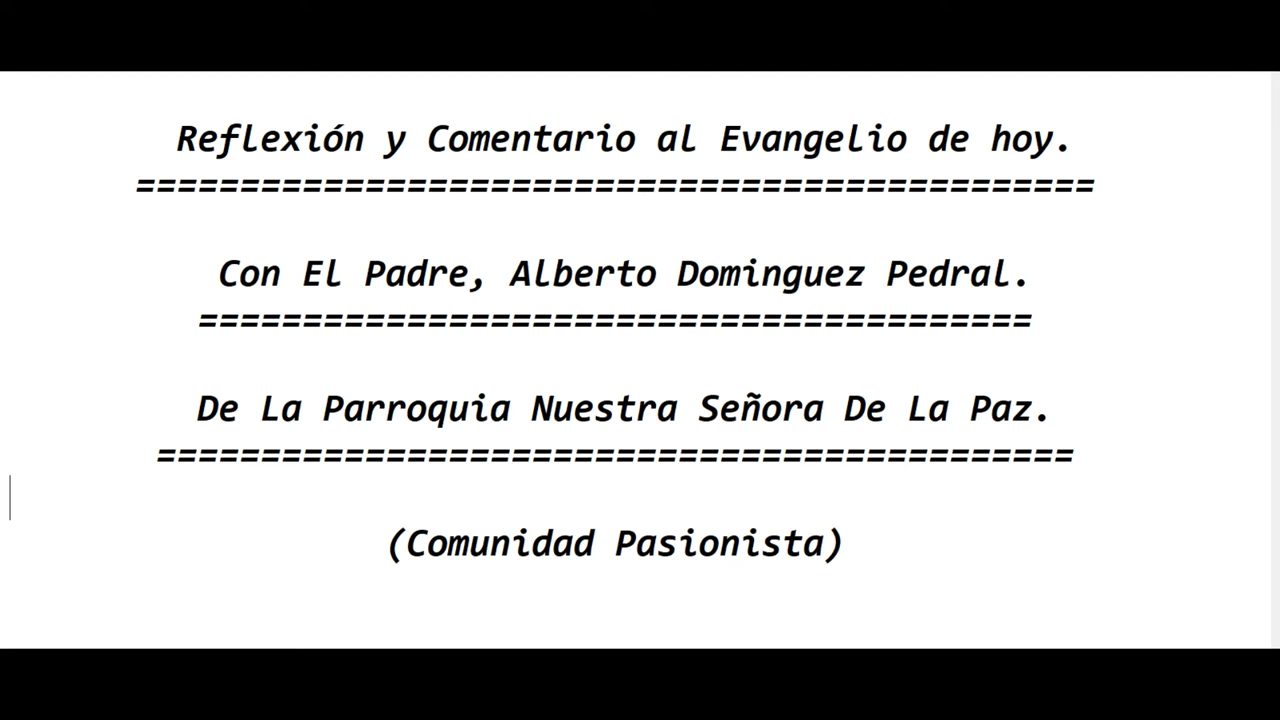 Reflexión y Comentario al Evangelio de hoy.
==============================================
Con El Padre, Alberto Dominguez Pedral.
========================================
De La Parroquia Nuestra Señora De La Paz.
============================================
(Comunidad Pasionista)